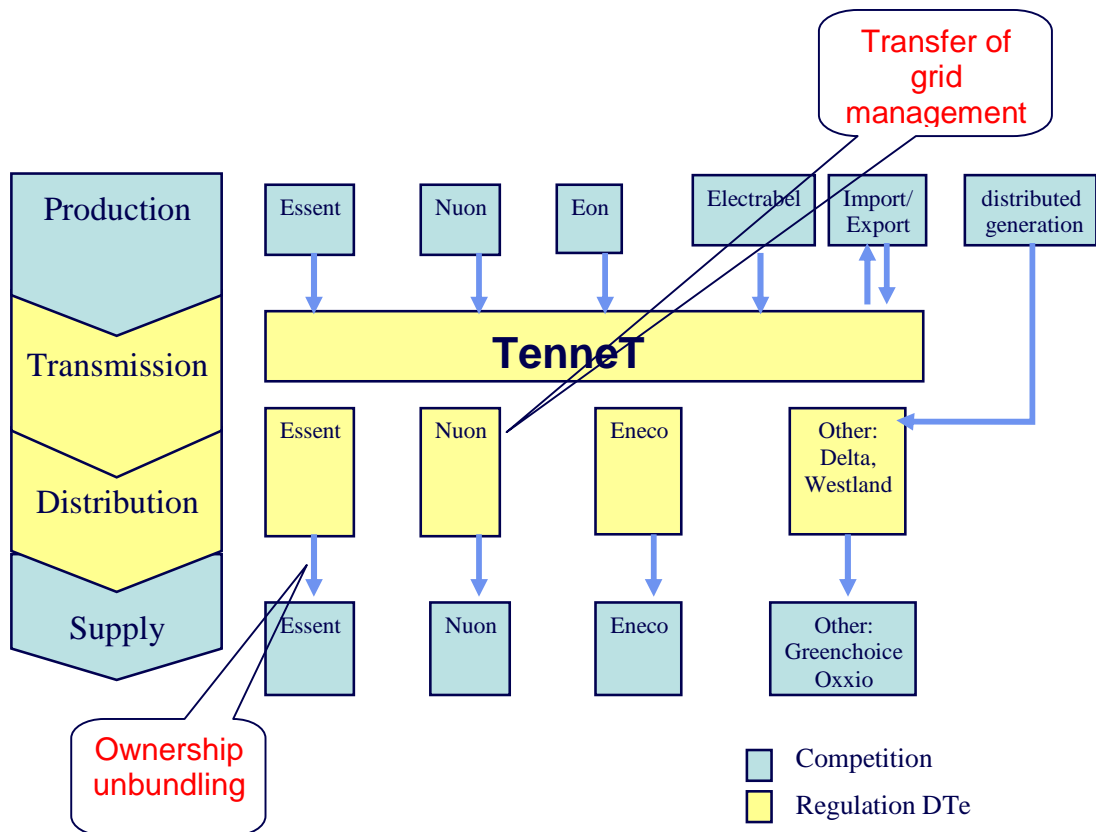 Transfer of
grid
management
Production
Essent
Nuon
Eon
Electrabel
Import/
Export
distributed
generation
TenneT
Transmission
Essent
Nuon
Eneco
Other:
Delta,
Westland
Distribution
Supply
Essent
Nuon
Eneco
Other:
Greenchoice
Oxxio
Ownership
unbundling
Competition
Regulation DTe